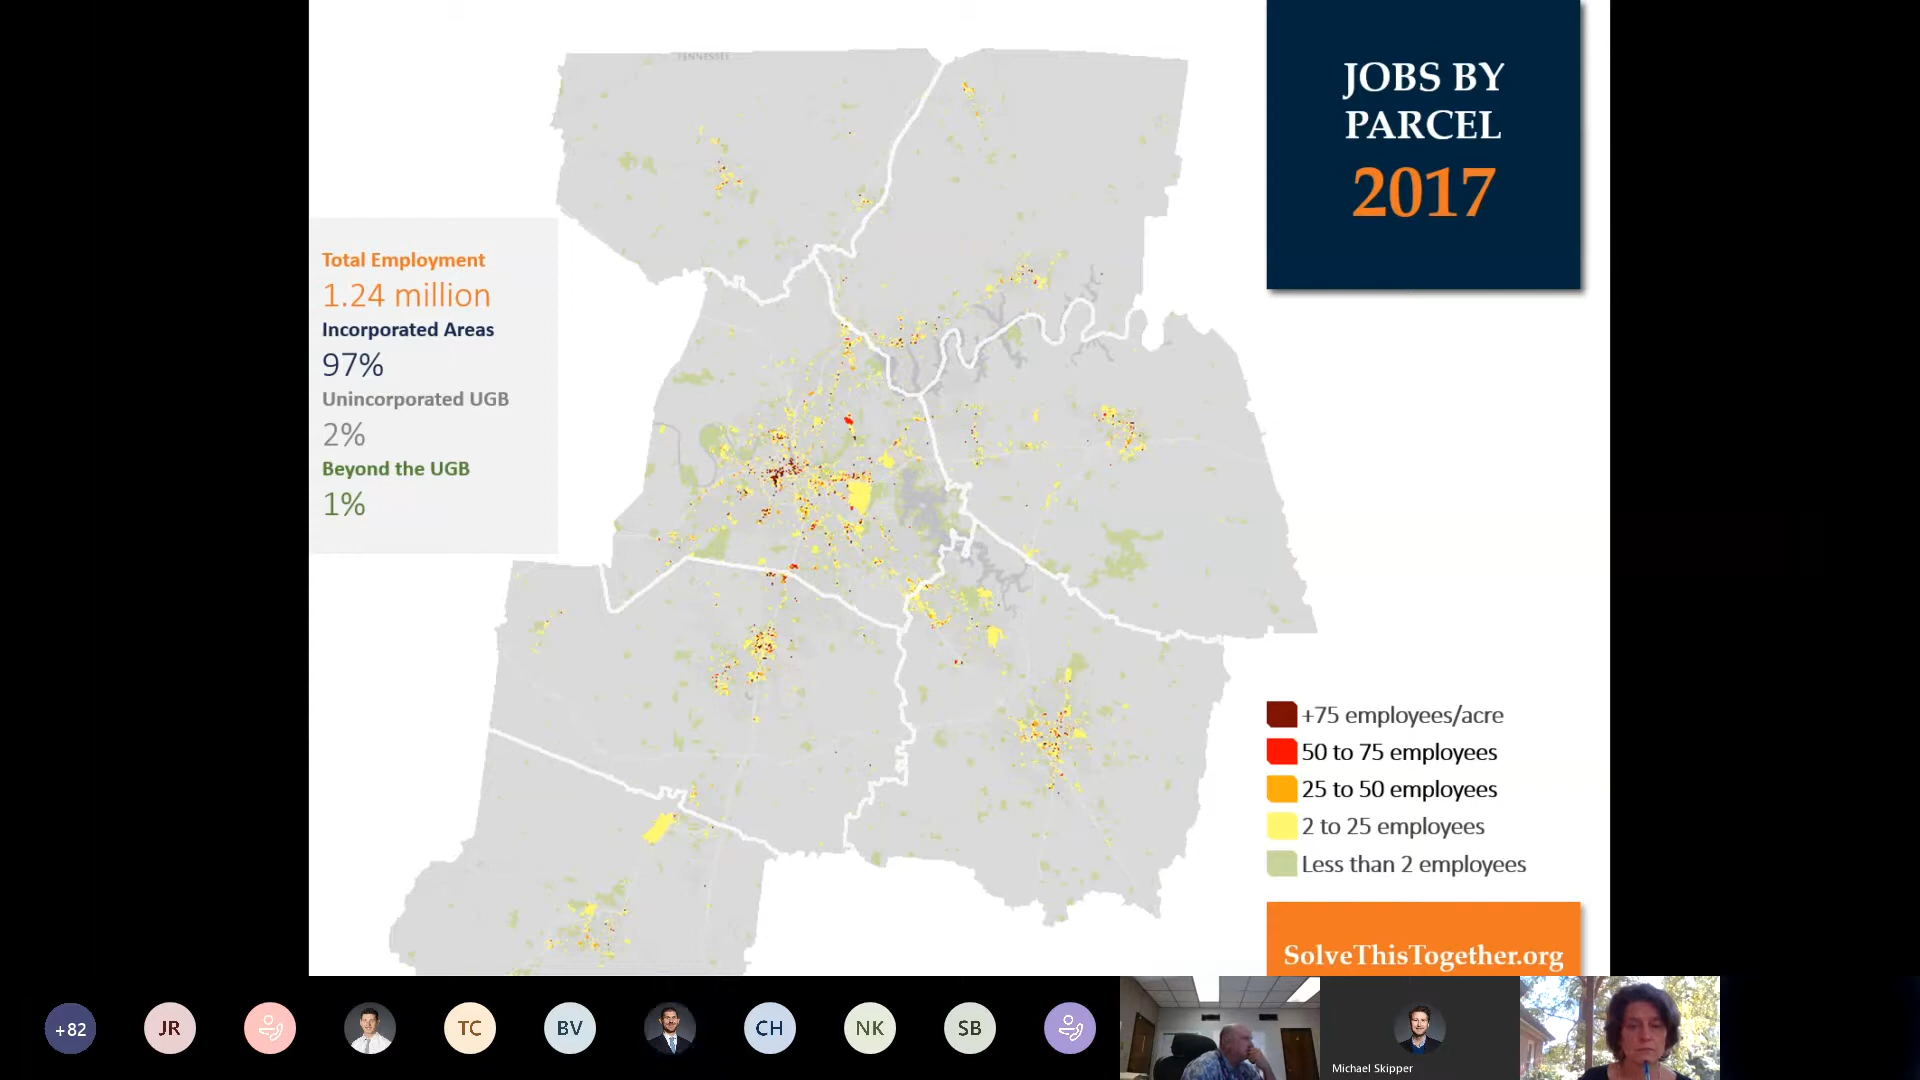 TENNESSEE
JOBS BY
PARCEL
2017
Total Employment
1.24 million
Incorporated Areas
97%
Unincorporated UGB
2%
Beyond the UGB
1%
+75 employees/acre
50 to 75 employees
25 to 50 employees
2 to 25 employees
Less than 2 employees
SolveThisTogether.org
+82
JR
TC
BV
CH
NK
SB
Michael Skipper